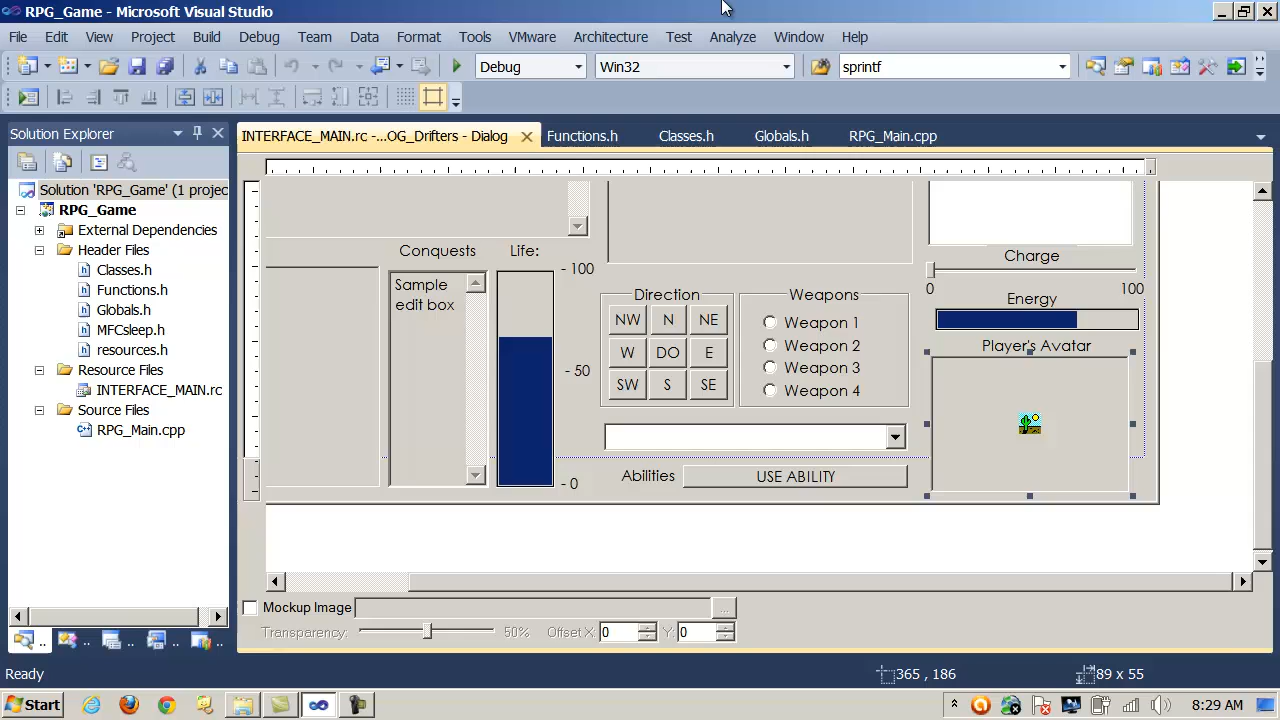 RPG_Game - Microsoft Visual Studio
File Edit View Project Build Debug Team Data Format Tools VMware Architecture Test Analyze Window Help
Debug Win32 sprintf
Solution Explorer
INTERFACE_MAIN.rc -...OG_Drifters - Dialog Functions.h Classes.h Globals.h RPG_Main.cpp
Solution 'RPG_Game' (1 projec
RPG_Game
External Dependencies
Header Files
Classes.h
Functions.h
Globals.h
MFCsleep.h
resources.h
Resource Files
INTERFACE_MAIN.rc
Source Files
RPG_Main.cpp
Conquests Life:
Sample
edit box
- 100
- 50
- 0
Direction
NW N NE
W DO E
SW S SE
Weapons
Weapon 1
Weapon 2
Weapon 3
Weapon 4
Abilities USE ABILITY
Charge
0 100
Energy
Player's Avatar
Mockup Image ...
Transparency: 50% Offset X: 0 Y: 0
Ready 365 , 186 89 x 55
Start 8:29 AM